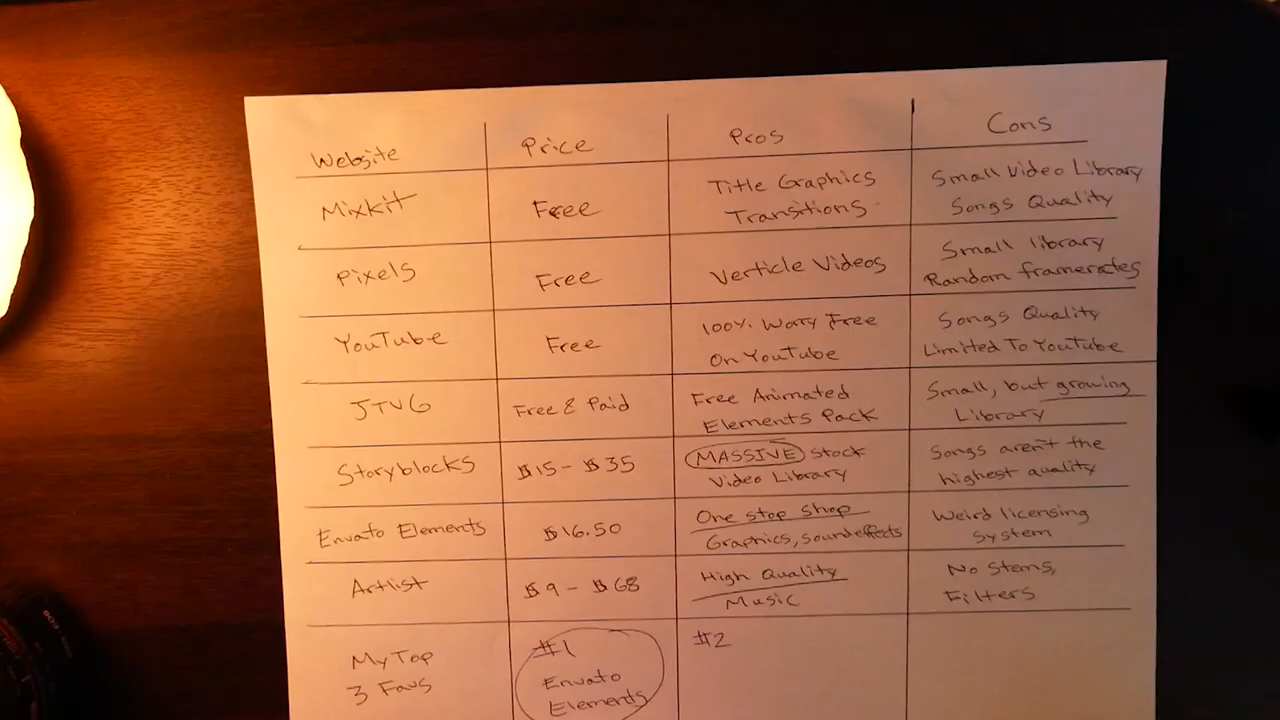 Website Price Pros Cons
Mixkit Free Title Graphics Small Video Library
Transitions Songs Quality
Pixels Free Verticle Videos Small library
Random framerates
YouTube Free 100% Worry Free Songs Quality
On YouTube Limited To YouTube
JTVG Free & Paid Free Animated Small, but growing
Elements Pack Library
Storyblocks $15 - $35 MASSIVE Stock Songs aren't the
Video Library highest quality
Envato Elements $16.50 One stop shop Weird licensing
Graphics, soundeffects System
Artlist $9 - $68 High Quality No Stems,
Music Filters
My Top #1 #2
3 Favs Envato
Elements